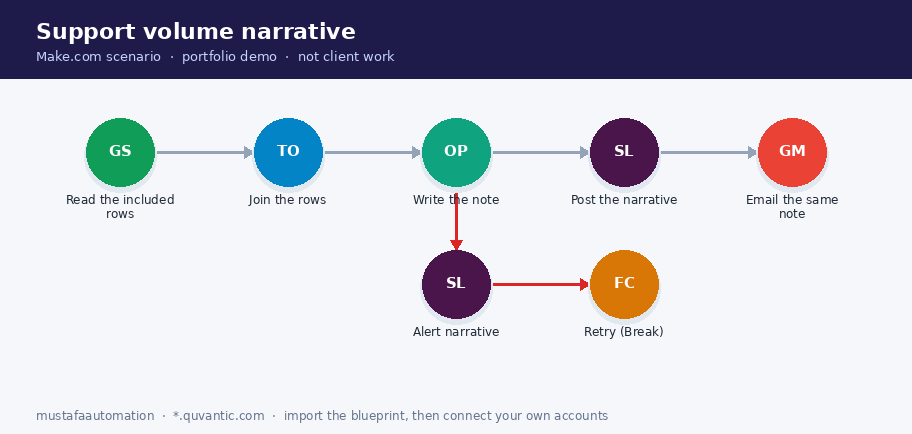 Support volume narrative
Make.com scenario · portfolio demo · not client work
GS
TO
OP
SL
GM
Read the included
rows
Join the rows
Write the note
Post the narrative
Email the same
note
SL
FC
Alert narrative
Retry (Break)
mustafaautomation · *.quvantic.com · import the blueprint, then connect your own accounts